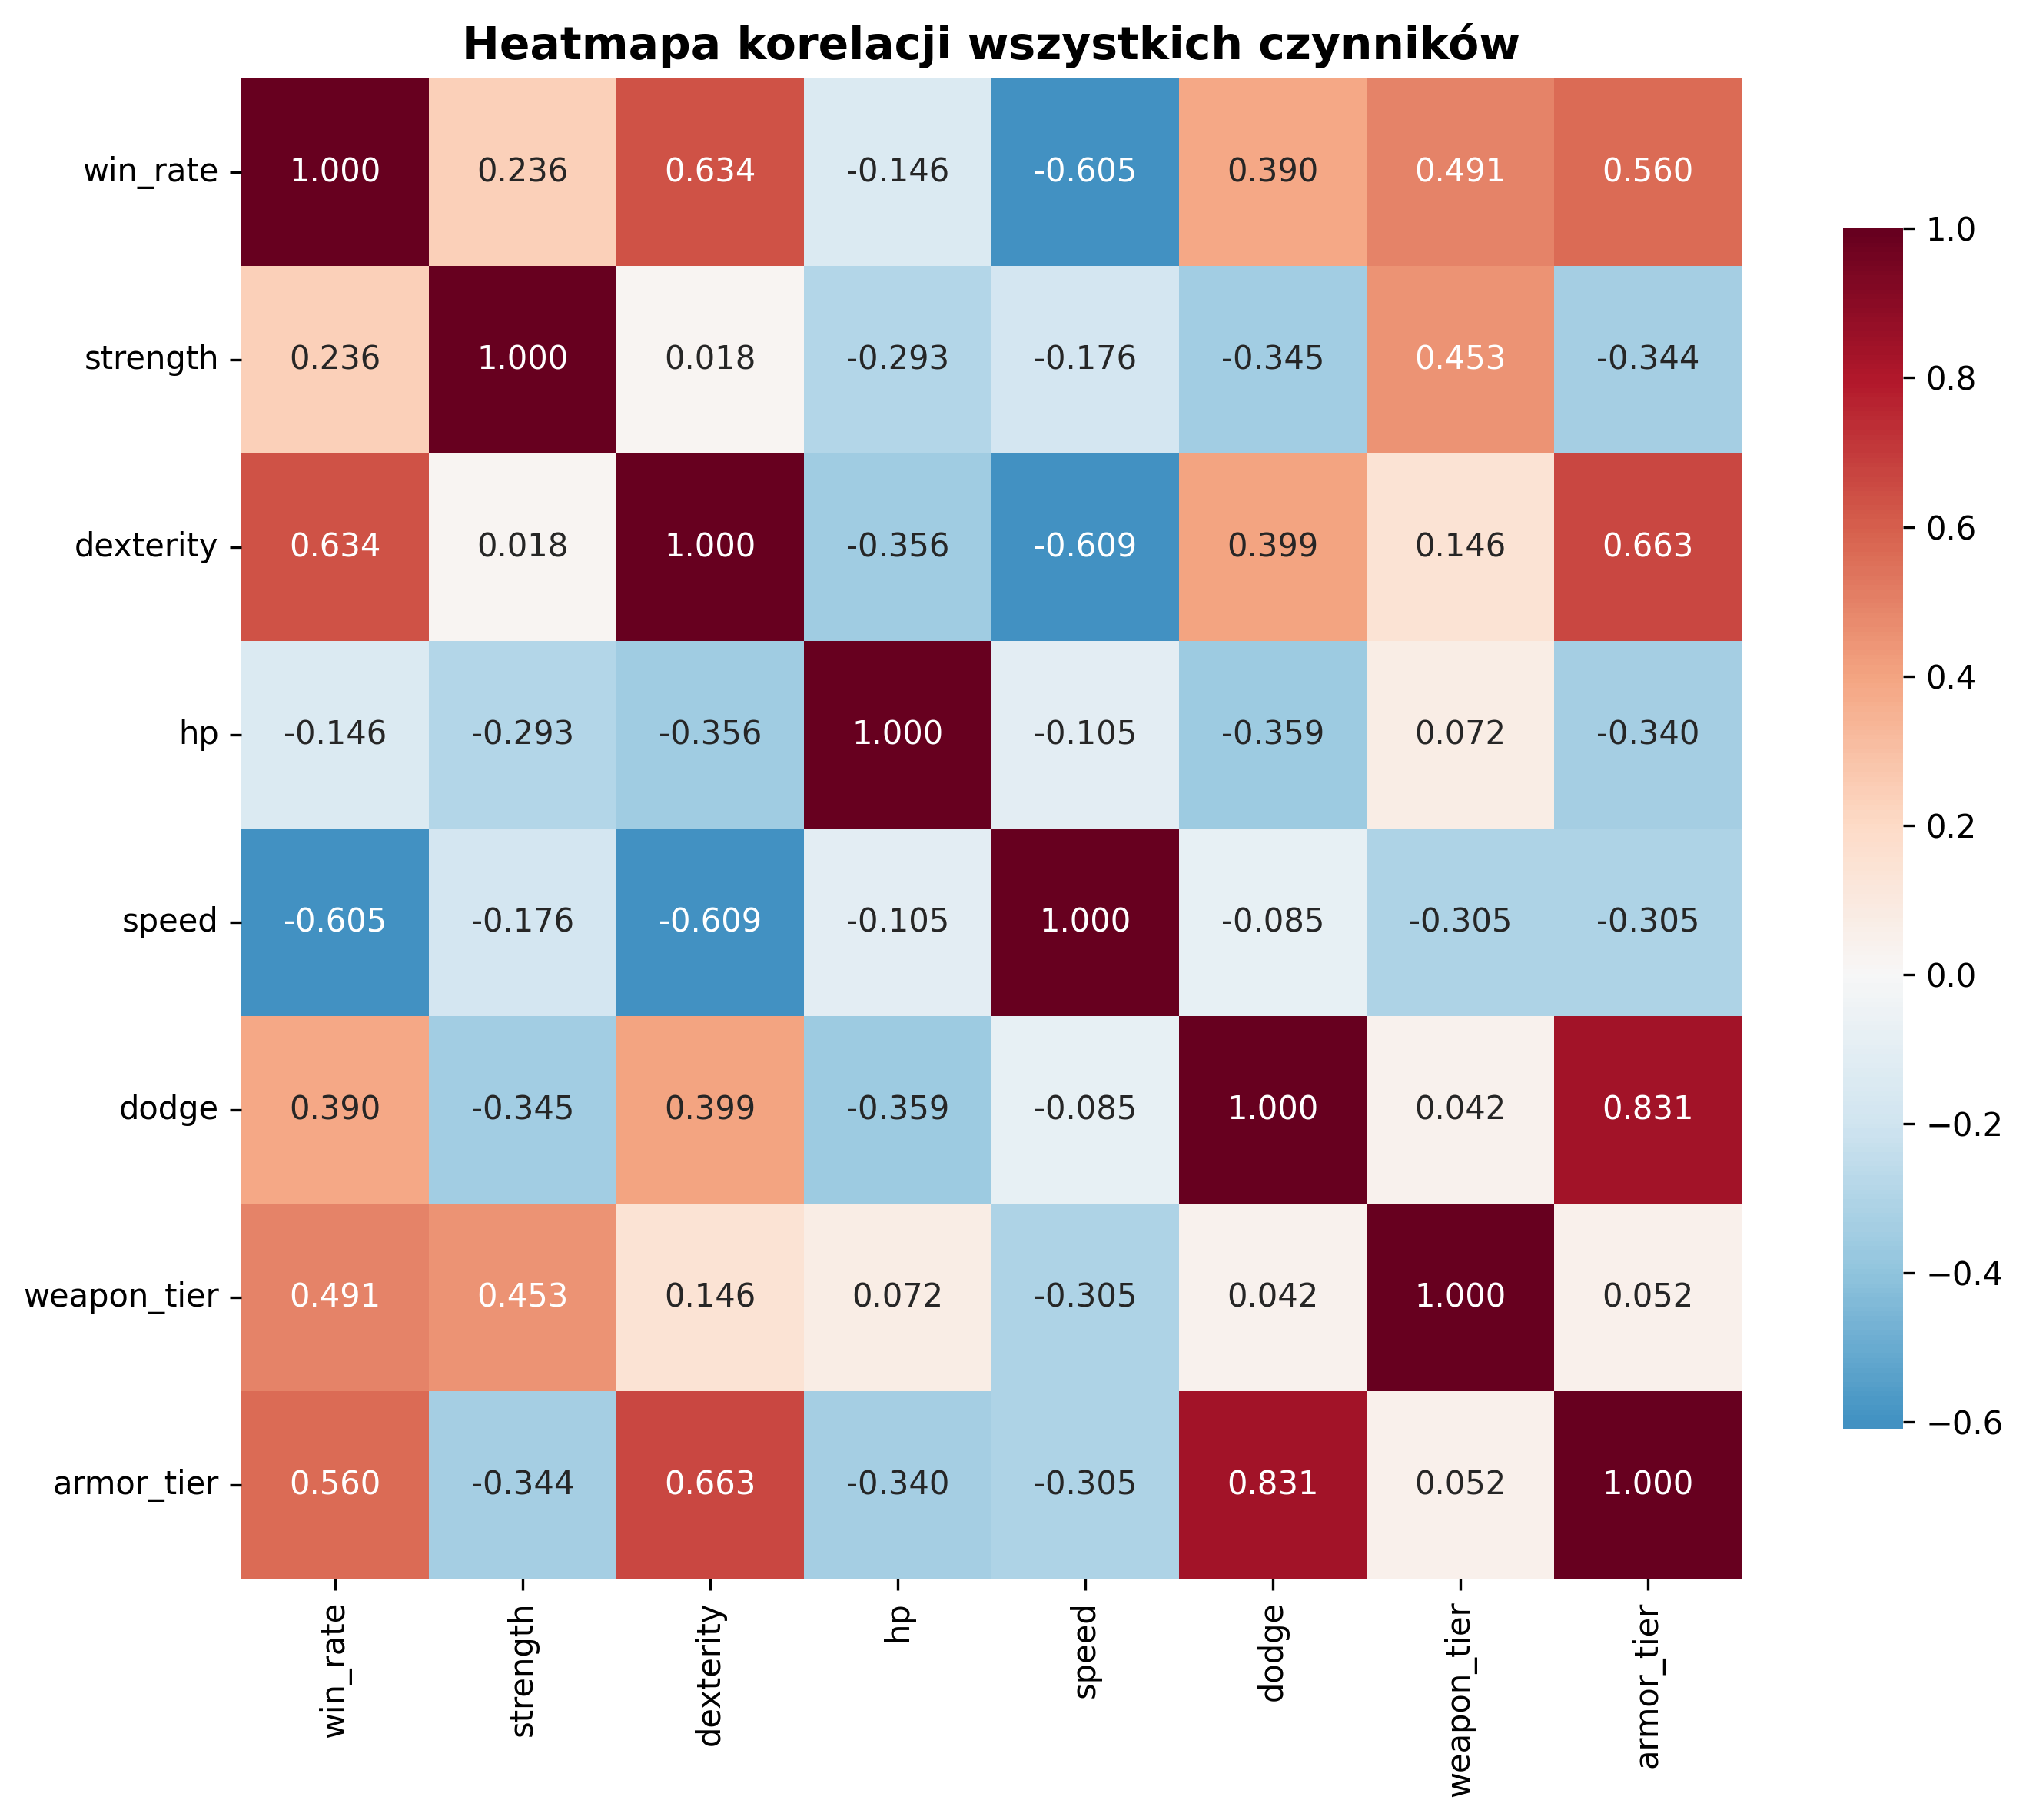 Heatmapa korelacji wszystkich czynników
win_rate 1.000 0.236 0.634 -0.146 -0.605 0.390 0.491 0.560
strength 0.236 1.000 0.018 -0.293 -0.176 -0.345 0.453 -0.344
dexterity 0.634 0.018 1.000 -0.356 -0.609 0.399 0.146 0.663
hp -0.146 -0.293 -0.356 1.000 -0.105 -0.359 0.072 -0.340
speed -0.605 -0.176 -0.609 -0.105 1.000 -0.085 -0.305 -0.305
dodge 0.390 -0.345 0.399 -0.359 -0.085 1.000 0.042 0.831
weapon_tier 0.491 0.453 0.146 0.072 -0.305 0.042 1.000 0.052
armor_tier 0.560 -0.344 0.663 -0.340 -0.305 0.831 0.052 1.000
win_rate strength dexterity hp speed dodge weapon_tier armor_tier
1.0
0.8
0.6
0.4
0.2
0.0
−0.2
−0.4
−0.6